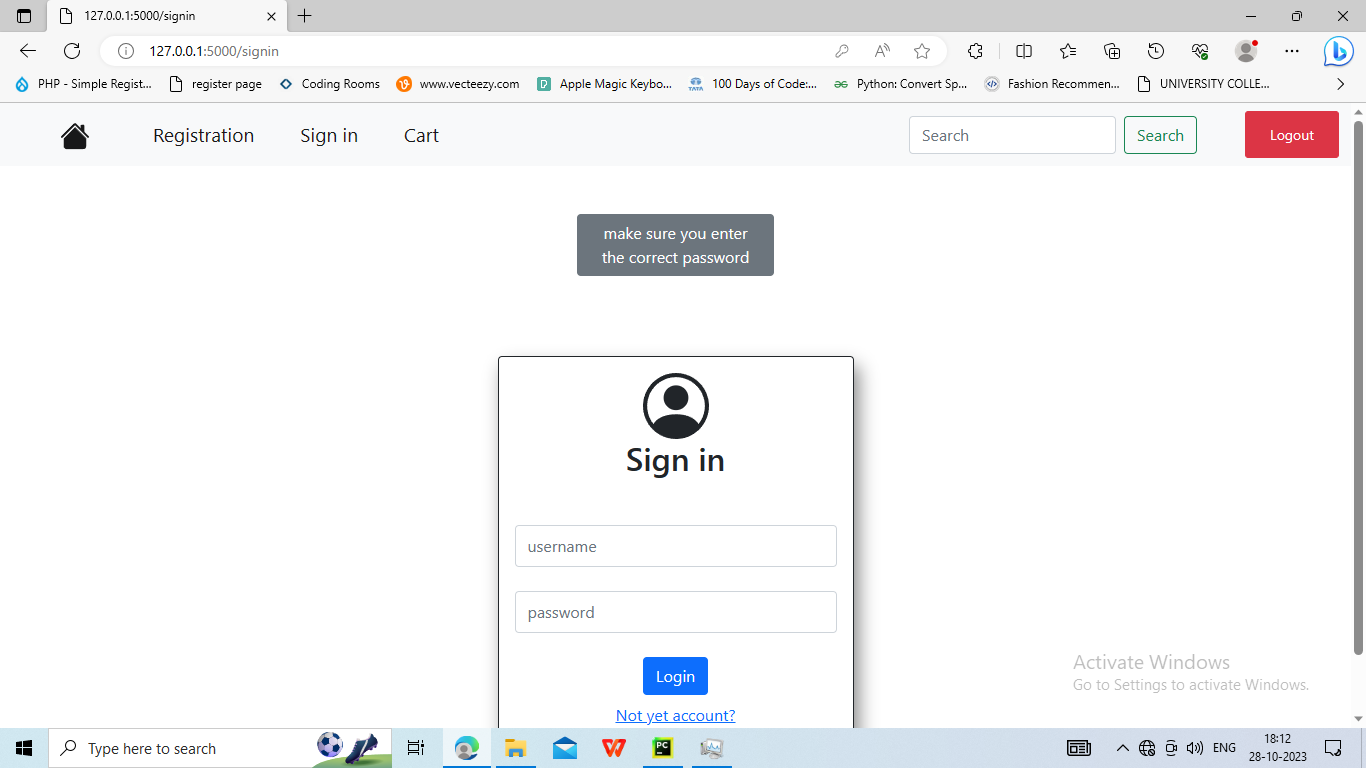 127.0.0.1:5000/signin
127.0.0.1:5000/signin
PHP - Simple Regist...
register page
Coding Rooms
www.vecteezy.com
Apple Magic Keybo...
TATA
100 Days of Code:...
Python: Convert Sp...
Fashion Recommen...
UNIVERSITY COLLE...
Registration
Sign in
Cart
Search
Search
Logout
make sure you enter
the correct password
Sign in
username
password
Login
Not yet account?
Activate Windows
Go to Settings to activate Windows.
Type here to search
PC
ENG
18:12
28-10-2023